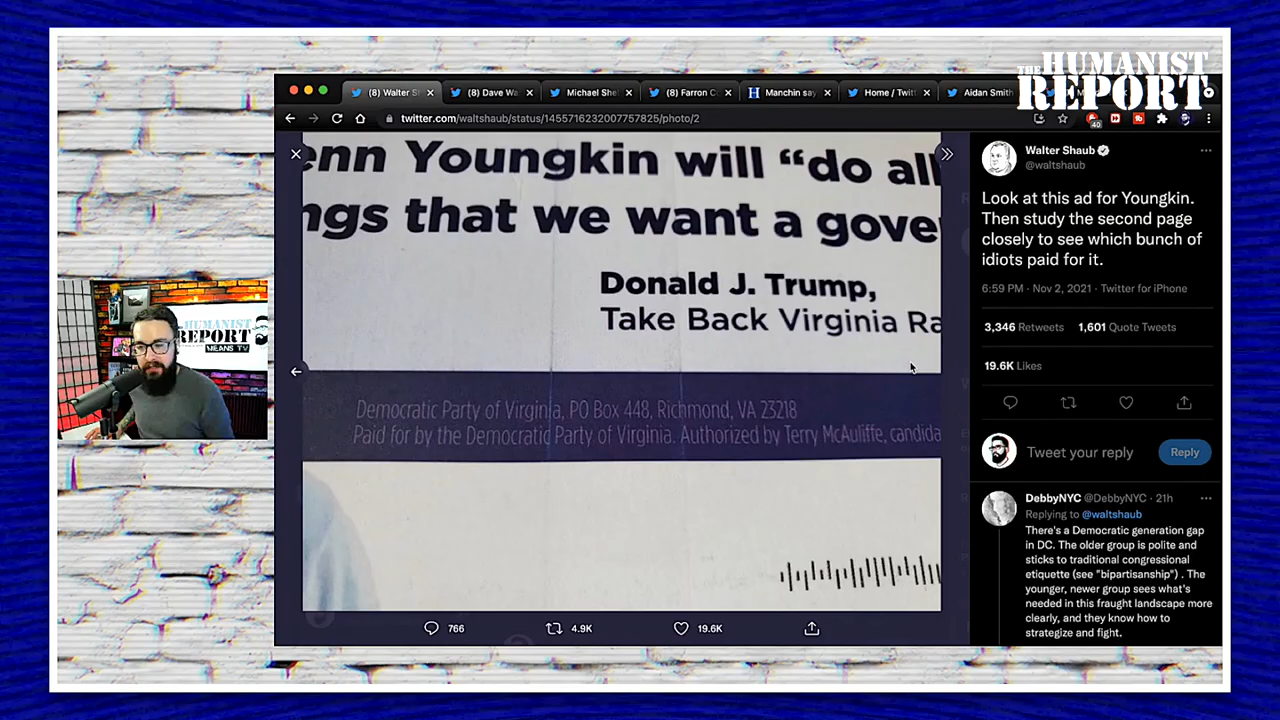 THE HUMANIST
REPORT
(8) Walter S
(8) Dave Wa
Michael She
(8) Farron C
Manchin say
Home / Twitt
Aidan Smith
twitter.com/waltshaub/status/1455716232007757825/photo/2
40
enn Youngkin will “do all
ngs that we want a gove
Donald J. Trump,
Take Back Virginia Ra
Democratic Party of Virginia, PO Box 448, Richmond, VA 23218
Paid for by the Democratic Party of Virginia. Authorized by Terry McAuliffe, candida
766
4.9K
19.6K
Walter Shaub
@waltshaub
Look at this ad for Youngkin.
Then study the second page
closely to see which bunch of
idiots paid for it.
6:59 PM · Nov 2, 2021 · Twitter for iPhone
3,346 Retweets 1,601 Quote Tweets
19.6K Likes
Tweet your reply
Reply
DebbyNYC @DebbyNYC · 21h
Replying to @waltshaub
There's a Democratic generation gap
in DC. The older group is polite and
sticks to traditional congressional
etiquette (see "bipartisanship") . The
younger, newer group sees what's
needed in this fraught landscape more
clearly, and they know how to
strategize and fight.
HUMANIST
REPORT
MEANS TV